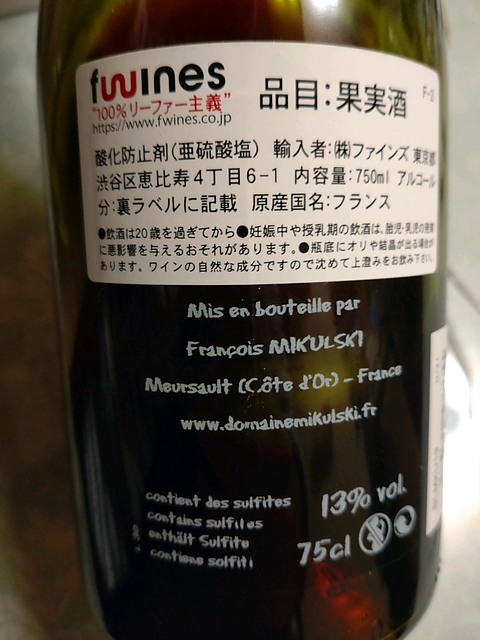 fwines
"100%リーファー主義"
https://www.fwines.co.jp
品目:果実酒
酸化防止剤(亜硫酸塩) 輸入者:㈱ファインズ 東京都
渋谷区恵比寿4丁目6-1 内容量:750ml アルコール
分:裏ラベルに記載 原産国名:フランス
●飲酒は20歳を過ぎてから●妊娠中や授乳期の飲酒は、胎児・乳児の発育
に悪影響を与えるおそれがあります。●瓶底にオリや結晶が出る場合が
あります。ワインの自然な成分ですので沈めて上澄みをお飲み下さい。
Mis en bouteille par
François MIKULSKI
Meursault (Côte d'Or) - France
www.domainemikulski.fr
contient des sulfites
contains sulfites
enthält Sulfite
contiene solfiti
13% vol.
75cl